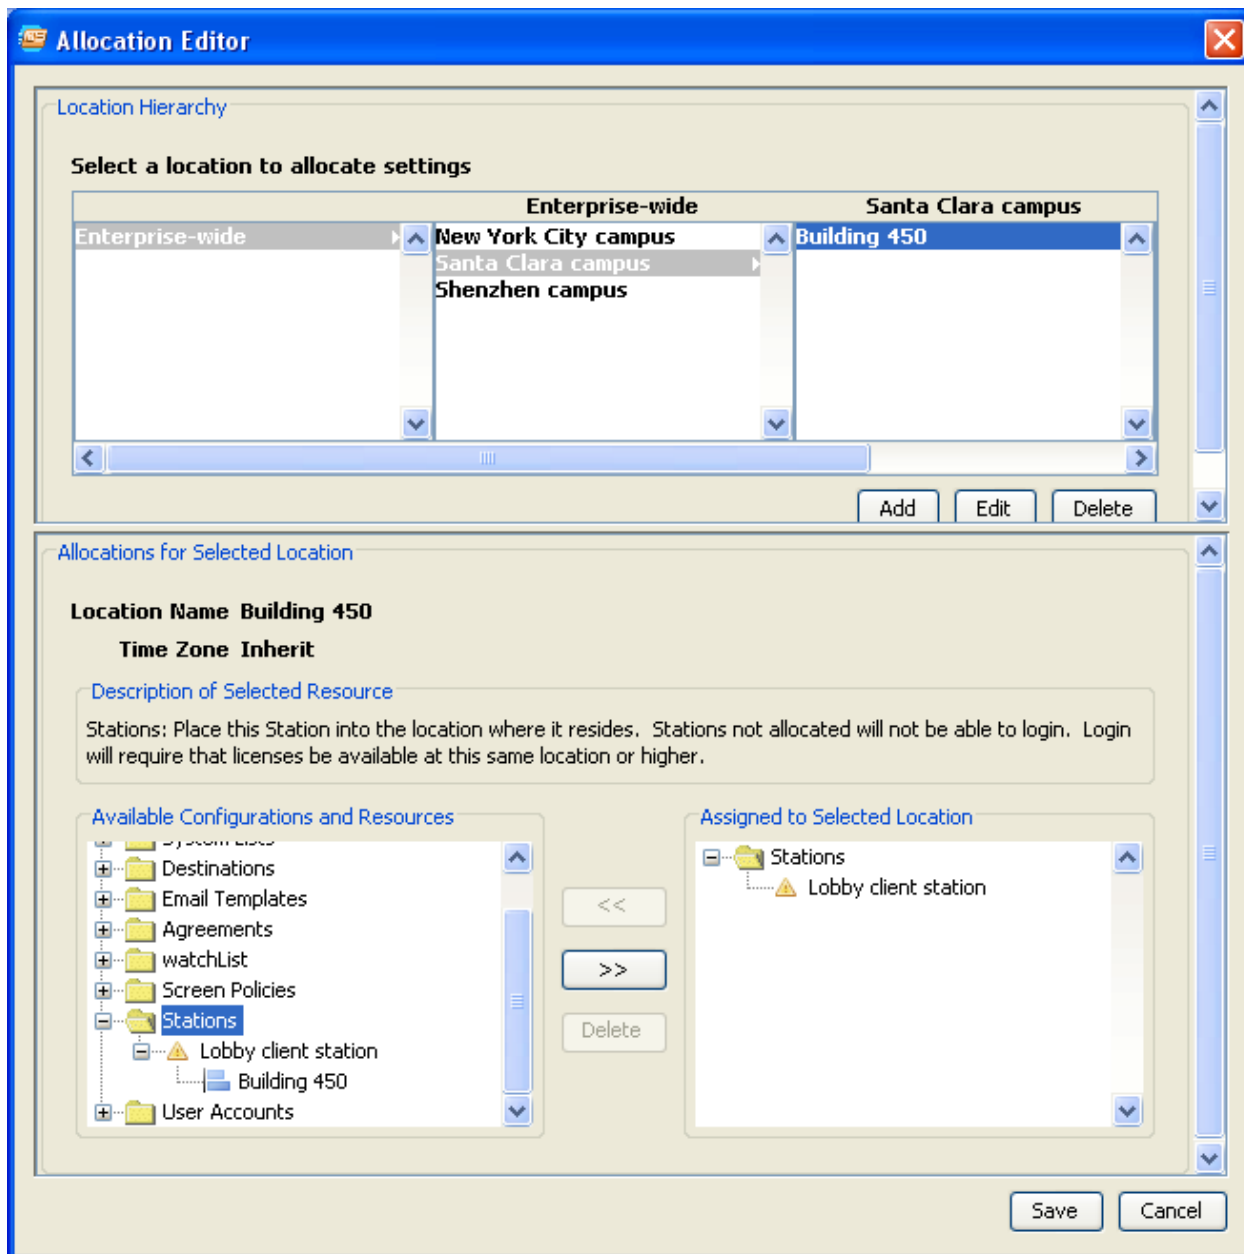 Allocation Editor
Location Hierarchy
Select a location to allocate settings
Enterprise-wide Santa Clara campus
Enterprise-wide New York City campus Building 450
Santa Clara campus
Shenzhen campus
Add Edit Delete
Allocations for Selected Location
Location Name Building 450
Time Zone Inherit
Description of Selected Resource
Stations: Place this Station into the location where it resides. Stations not allocated will not be able to login. Login
will require that licenses be available at this same location or higher.
Available Configurations and Resources
System Lists
Destinations
Email Templates
Agreements
watchList
Screen Policies
Stations
Lobby client station
Building 450
User Accounts
<<
>>
Delete
Assigned to Selected Location
Stations
Lobby client station
Save Cancel